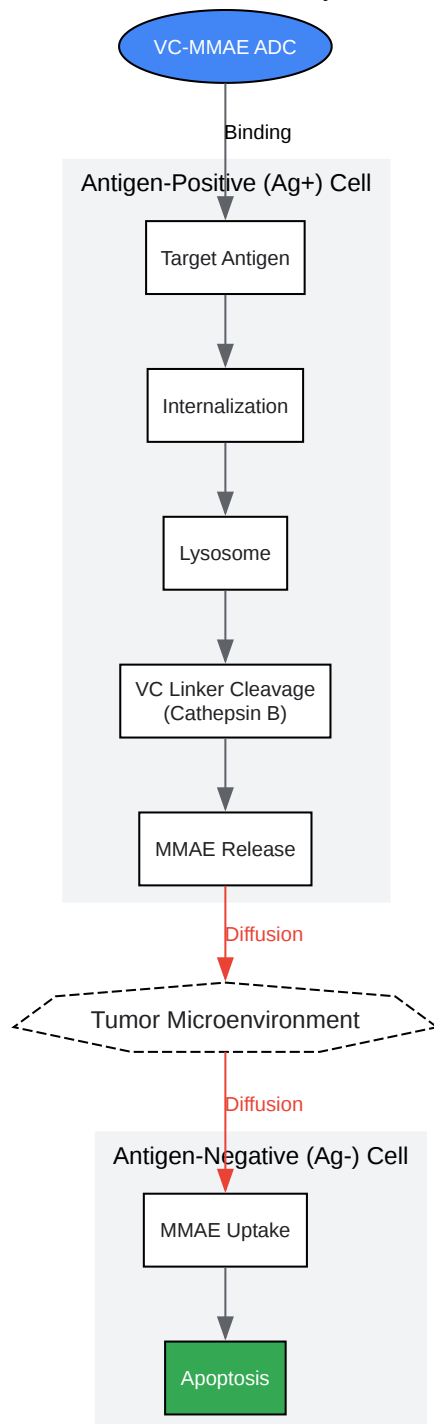 VC-MMAE ADC
Binding
Antigen-Positive (Ag+) Cell
Target Antigen
Internalization
Lysosome
VC Linker Cleavage
(Cathepsin B)
MMAE Release
Diffusion
Tumor Microenvironment
Diffusion
Antigen-Negative (Ag-) Cell
MMAE Uptake
Apoptosis